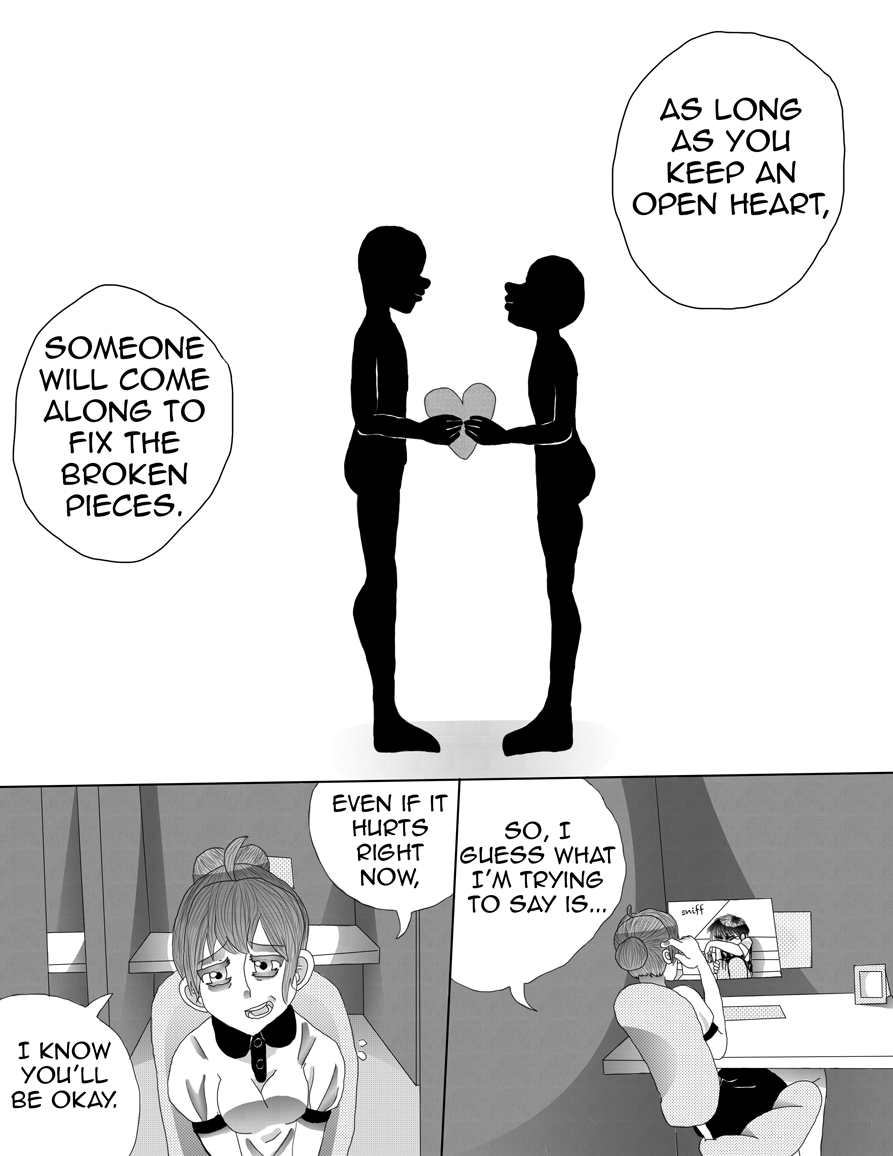 AS LONG
AS YOU
KEEP AN
OPEN HEART,
SOMEONE
WILL COME
ALONG TO
FIX THE
BROKEN
PIECES.
SO, I
GUESS WHAT
I'M TRYING
TO SAY IS...
sniff
EVEN IF IT
HURTS
RIGHT
NOW,
I KNOW
YOU'LL
BE OKAY.